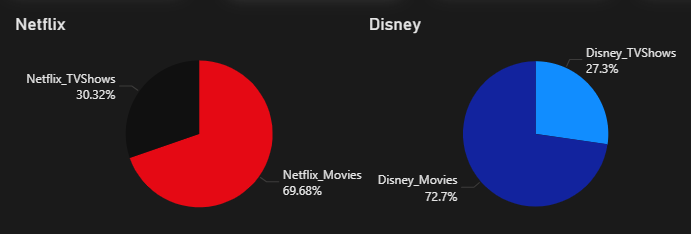 Netflix
Disney
Netflix_TVShows
30.32%
Netflix_Movies
69.68%
Disney_TVShows
27.3%
Disney_Movies
72.7%